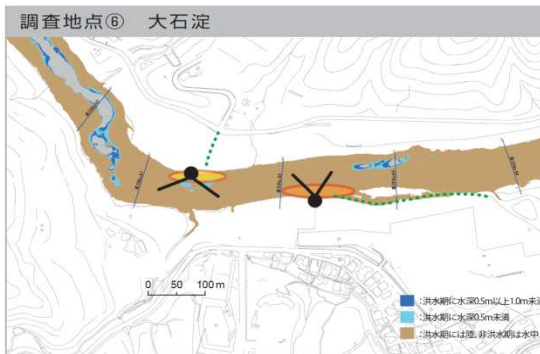 調査地点⑥ 大石淀
0 50 100 m
:洪水期に水深0.5m以上1.0m未満
:洪水期に水深0.5m未満
:洪水期には陸、非洪水期は水中